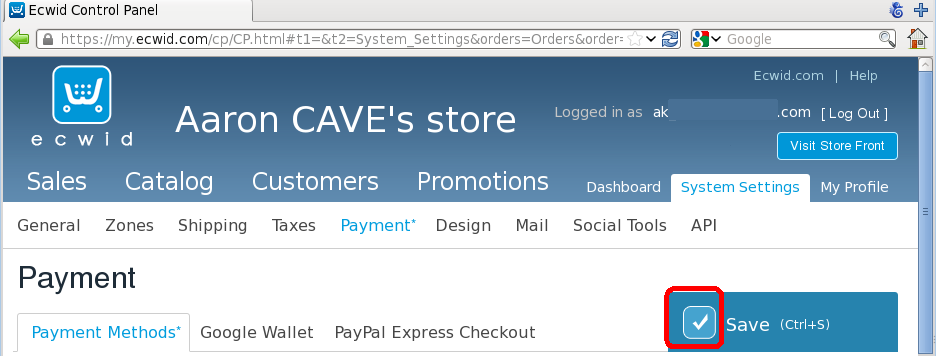 Ecwid Control Panel
https://my.ecwid.com/cp/CP.html#t1=&t2=System_Settings&orders=Orders&order=
Google
Ecwid.com | Help
ecwid
Aaron CAVE's store
Logged in as ak .com [ Log Out ]
Visit Store Front
Sales Catalog Customers Promotions Dashboard System Settings My Profile
General Zones Shipping Taxes Payment* Design Mail Social Tools API
Payment
Payment Methods* Google Wallet PayPal Express Checkout
Save (Ctrl+S)